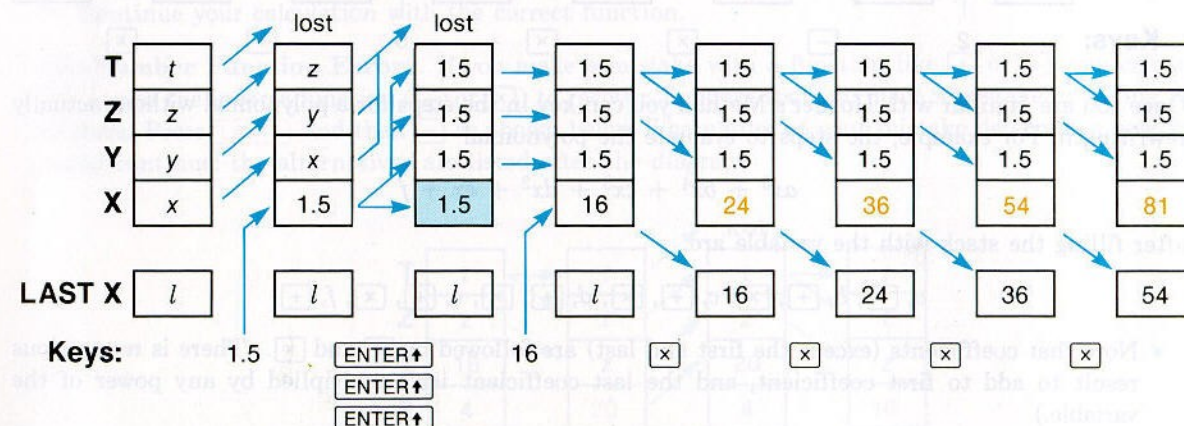 lost lost
T z 1.5 1.5 1.5 1.5 1.5 1.5
Z z y 1.5 1.5 1.5 1.5 1.5 1.5
Y y x 1.5 1.5 1.5 1.5 1.5 1.5
X x 1.5 1.5 16 24 36 54 81
LAST X l l l l 16 24 36 54
Keys: 1.5 ENTER↑ 16 × × × ×
ENTER↑
ENTER↑